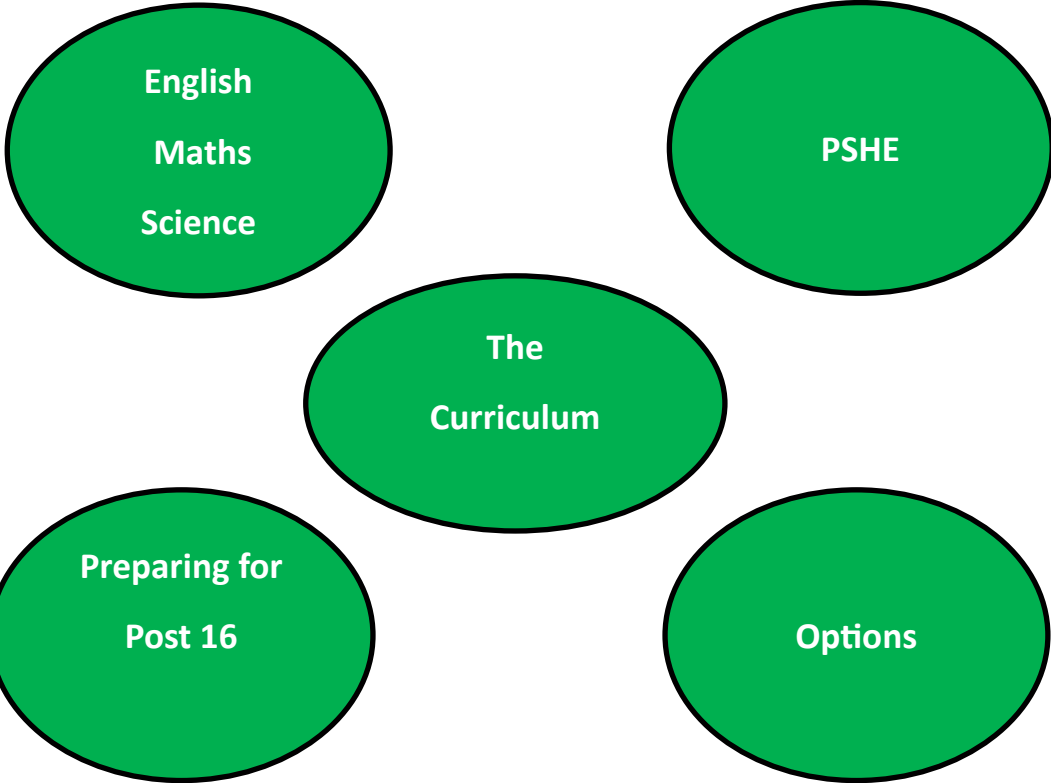 English
Maths
Science
PSHE
The
Curriculum
Preparing for
Post 16
Options